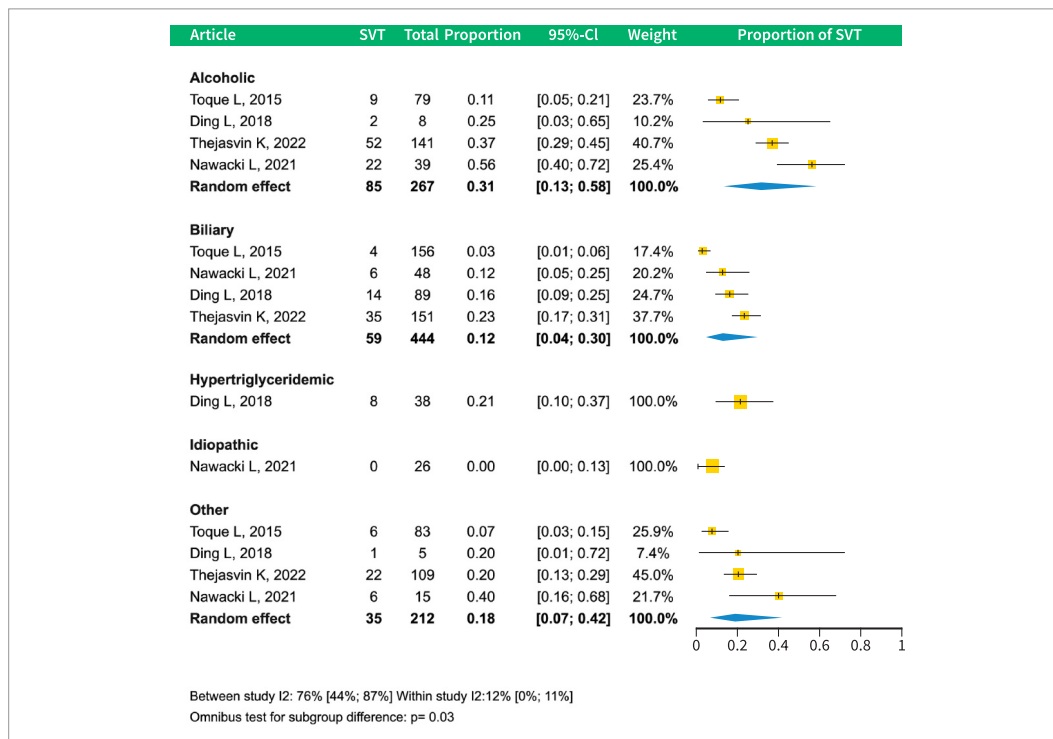 Article SVT Total Proportion 95%-CI Weight Proportion of SVT
Alcoholic
Toque L, 2015 9 79 0.11 [0.05; 0.21] 23.7%
Ding L, 2018 2 8 0.25 [0.03; 0.65] 10.2%
Thejasvin K, 2022 52 141 0.37 [0.29; 0.45] 40.7%
Nawacki L, 2021 22 39 0.56 [0.40; 0.72] 25.4%
Random effect 85 267 0.31 [0.13; 0.58] 100.0%
Biliary
Toque L, 2015 4 156 0.03 [0.01; 0.06] 17.4%
Nawacki L, 2021 6 48 0.12 [0.05; 0.25] 20.2%
Ding L, 2018 14 89 0.16 [0.09; 0.25] 24.7%
Thejasvin K, 2022 35 151 0.23 [0.17; 0.31] 37.7%
Random effect 59 444 0.12 [0.04; 0.30] 100.0%
Hypertriglyceridemic
Ding L, 2018 8 38 0.21 [0.10; 0.37] 100.0%
Idiopathic
Nawacki L, 2021 0 26 0.00 [0.00; 0.13] 100.0%
Other
Toque L, 2015 6 83 0.07 [0.03; 0.15] 25.9%
Ding L, 2018 1 5 0.20 [0.01; 0.72] 7.4%
Thejasvin K, 2022 22 109 0.20 [0.13; 0.29] 45.0%
Nawacki L, 2021 6 15 0.40 [0.16; 0.68] 21.7%
Random effect 35 212 0.18 [0.07; 0.42] 100.0%
0 0.2 0.4 0.6 0.8 1
Between study I2: 76% [44%; 87%] Within study I2:12% [0%; 11%]
Omnibus test for subgroup difference: p= 0.03